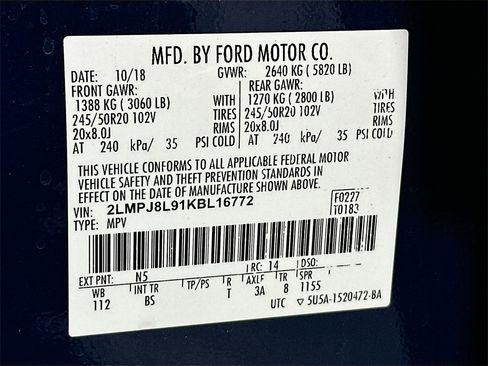 MFD. BY FORD MOTOR CO.
DATE: 10/18 GVWR: 2640 KG (5820 LB)
FRONT GAWR: REAR GAWR:
1388 KG (3060 LB) WITH 1270 KG (2800 LB) WITH
245/50R20 102V TIRES 245/50R20 102V TIRES
20x8.0J RIMS 20x8.0J RIMS
AT 240 kPa/ 35 PSI COLD AT 240 kPa/ 35 PSI COLD
THIS VEHICLE CONFORMS TO ALL APPLICABLE FEDERAL MOTOR
VEHICLE SAFETY AND THEFT PREVENTION STANDARDS IN
EFFECT ON THE DATE OF MANUFACTURE SHOWN ABOVE.
VIN: 2LMPJ8L91KBL16772 F0227
TYPE: MPV T0183
EXT PNT: N5 RC: 14 DSO:
WB INT TR TP/PS R AXLE TR SPR
112 BS T 3A 8 1155
UTC ▽ 5U5A-1520472-BA